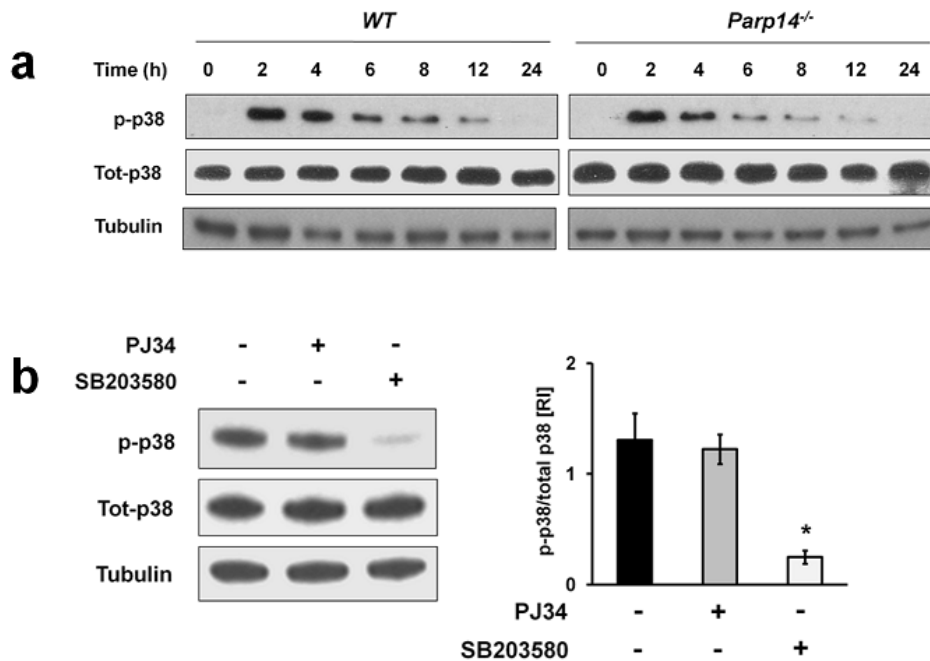 WT Parp14-/-
a
Time (h) 0 2 4 6 8 12 24 0 2 4 6 8 12 24
p-p38
Tot-p38
Tubulin
b
PJ34 - + -
SB203580 - - +
p-p38
Tot-p38
Tubulin
p-p38/total p38 [RI]
2
1
0
*
PJ34 - + -
SB203580 - - +